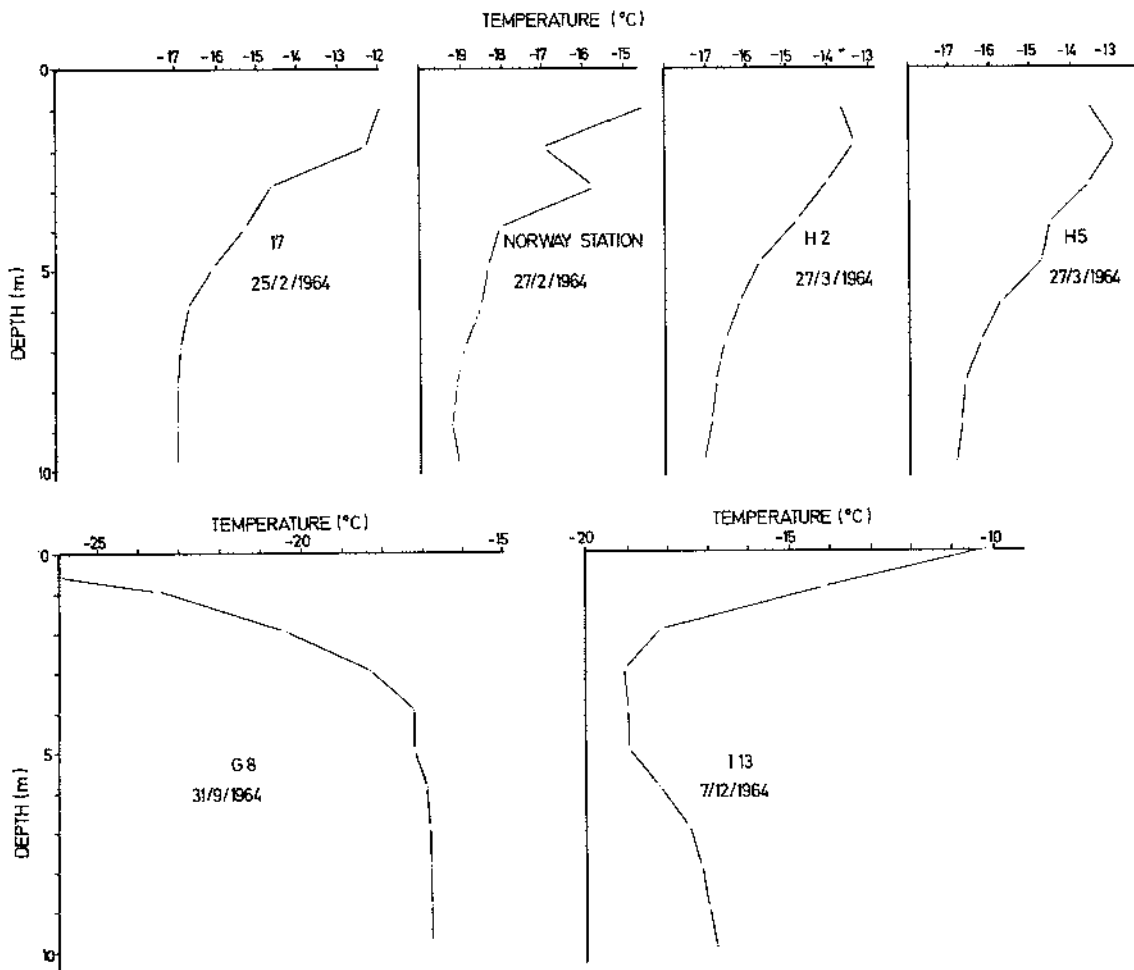 TEMPERATURE (°C)
-17 -16 -15 -14 -12
-19 -18 -17 -16 -15
-17 -16 -15 -14 -13
-17 -16 -15 -14 -13
0
5
10
DEPTH (m)
17
25/2/1964
NORWAY STATION
27/2/1964
H 2
27/3/1964
H5
27/3/1964
TEMPERATURE (°C)
-25 -20 -15
TEMPERATURE (°C)
-20 -15 -10
0
5
10
DEPTH (m)
G 8
31/9/1964
I 13
7/12/1964